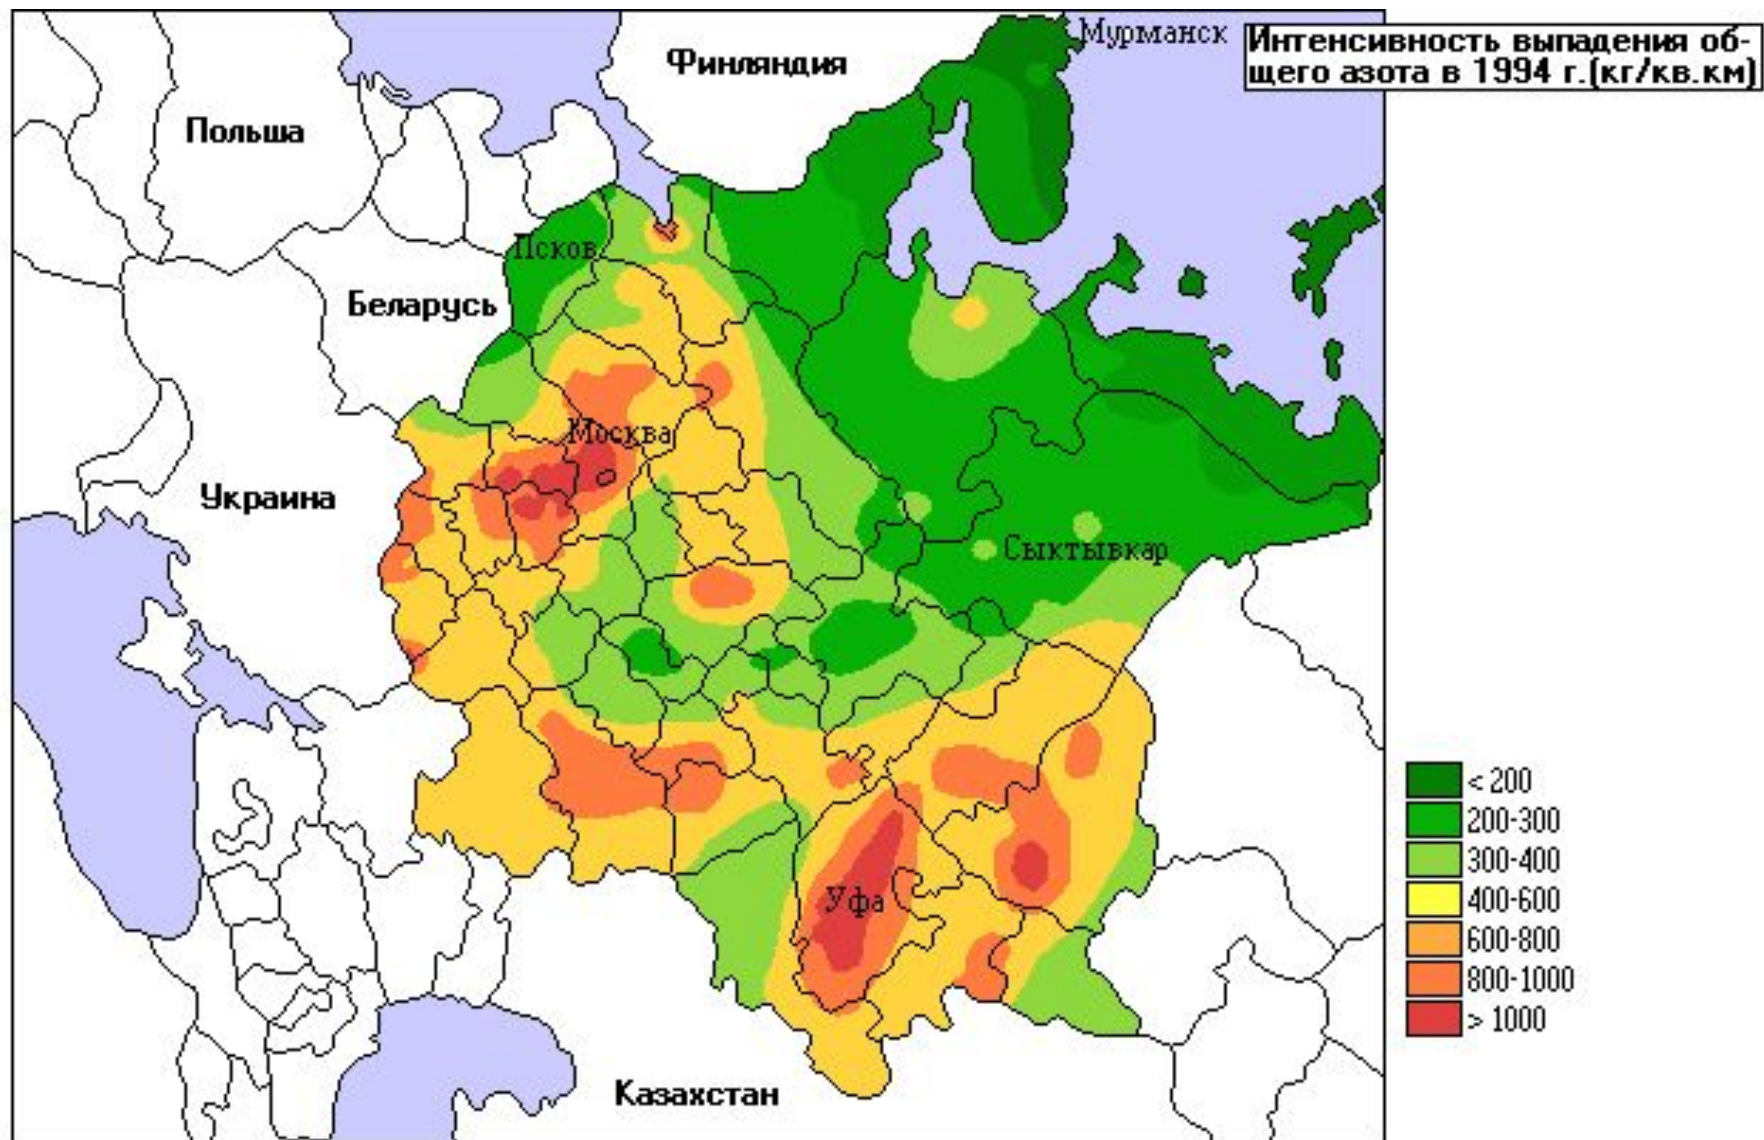 Мурманск
Интенсивность выпадения об-
щего азота в 1994 г.(кг/кв.км)
Финляндия
Польша
Псков
Беларусь
Москва
Украина
Сыктывкар
Уфа
Казахстан
< 200
200-300
300-400
400-600
600-800
800-1000
> 1000